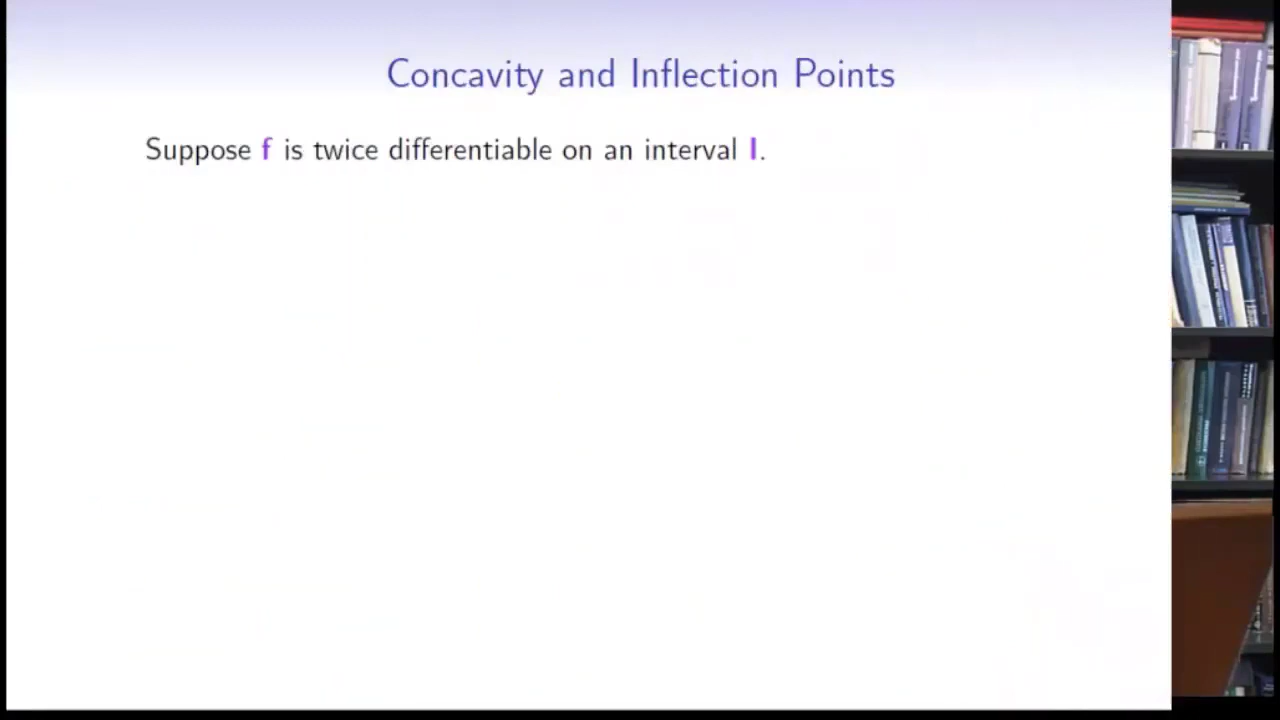 Concavity and Inflection Points
Suppose f is twice differentiable on an interval I.